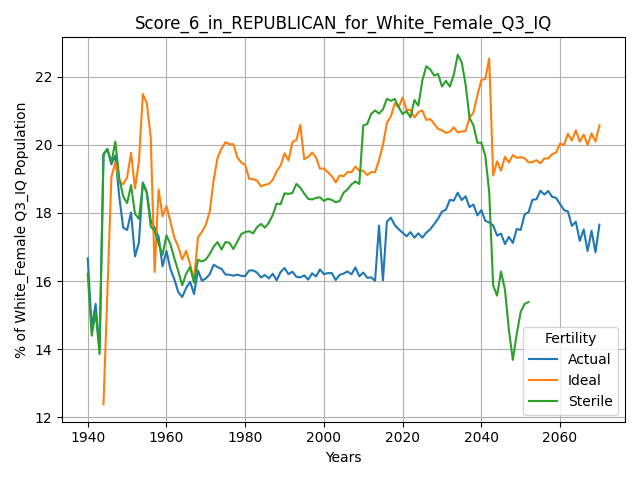 Score_6_in_REPUBLICAN_for_White_Female_Q3_IQ
% of White_Female Q3_IQ Population
22
20
18
16
14
12
1940 1960 1980 2000 2020 2040 2060
Years
Fertility
Actual
Ideal
Sterile